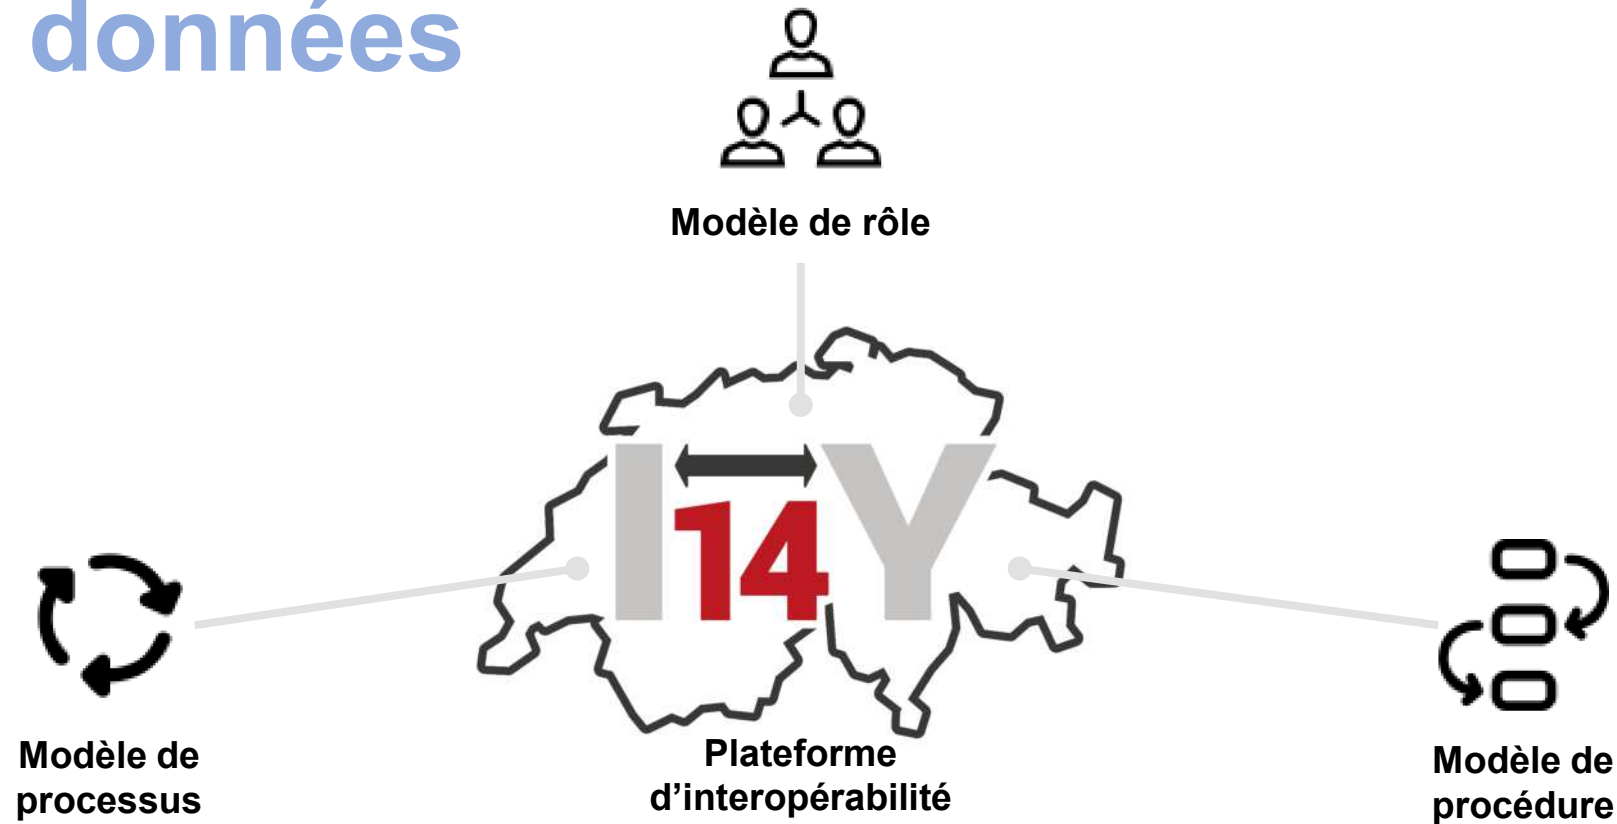 données
Modèle de rôle
I14Y
Modèle de
processus
Plateforme
d’interopérabilité
Modèle de
procédure